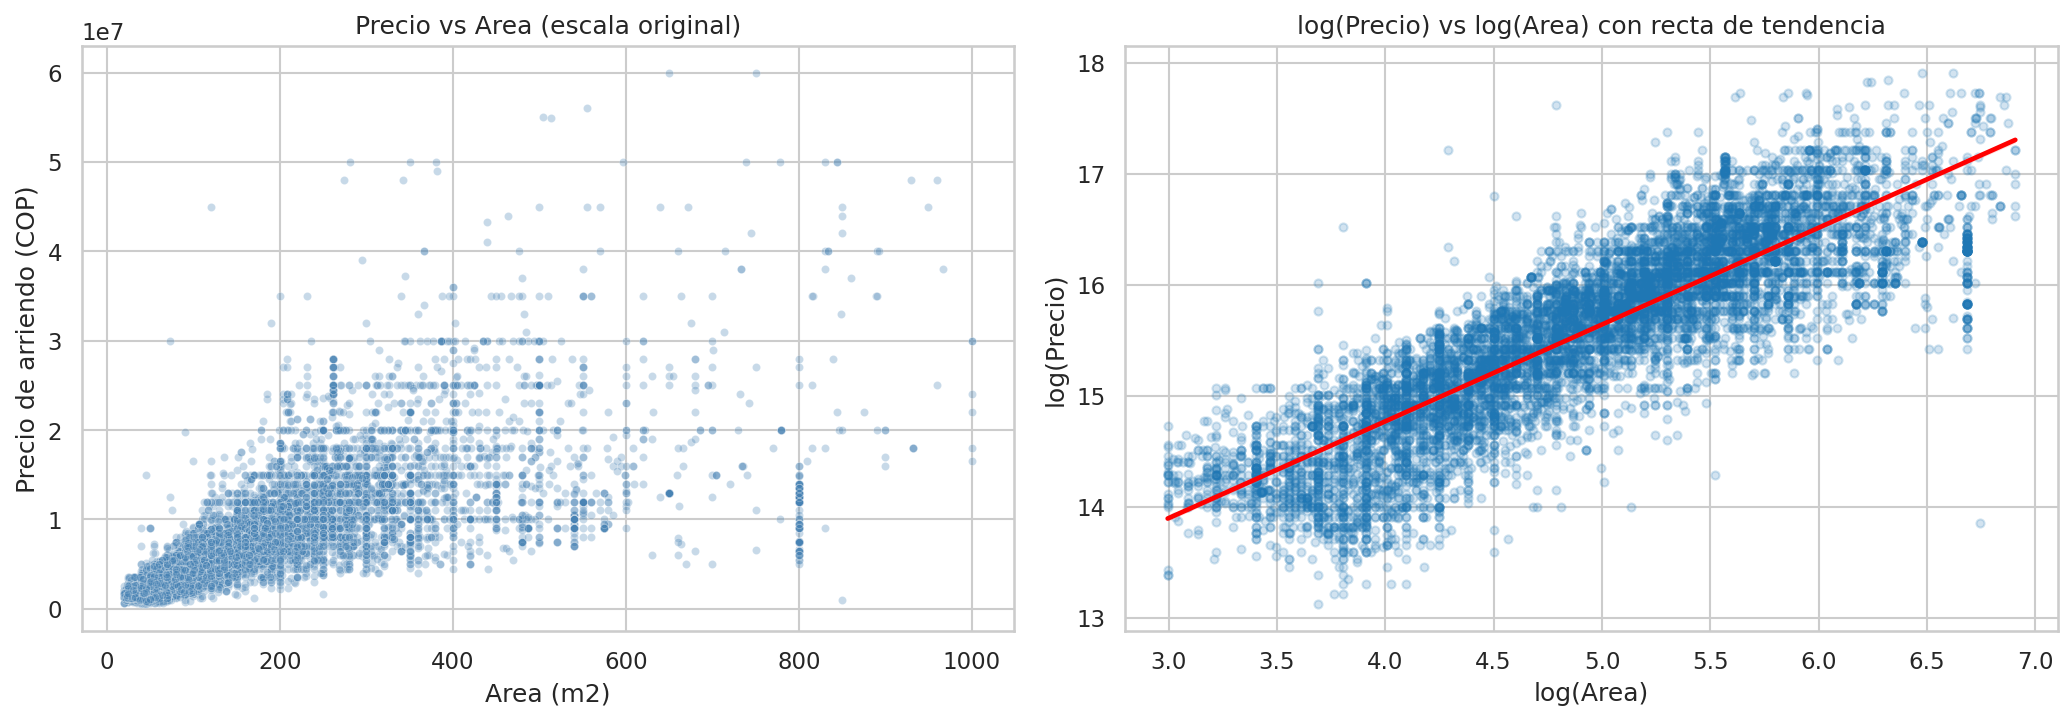 Precio vs Area (escala original)
1e7
6
5
4
3
2
1
0
Precio de arriendo (COP)
0 200 400 600 800 1000
Area (m2)
log(Precio) vs log(Area) con recta de tendencia
18
17
16
15
14
13
log(Precio)
3.0 3.5 4.0 4.5 5.0 5.5 6.0 6.5 7.0
log(Area)